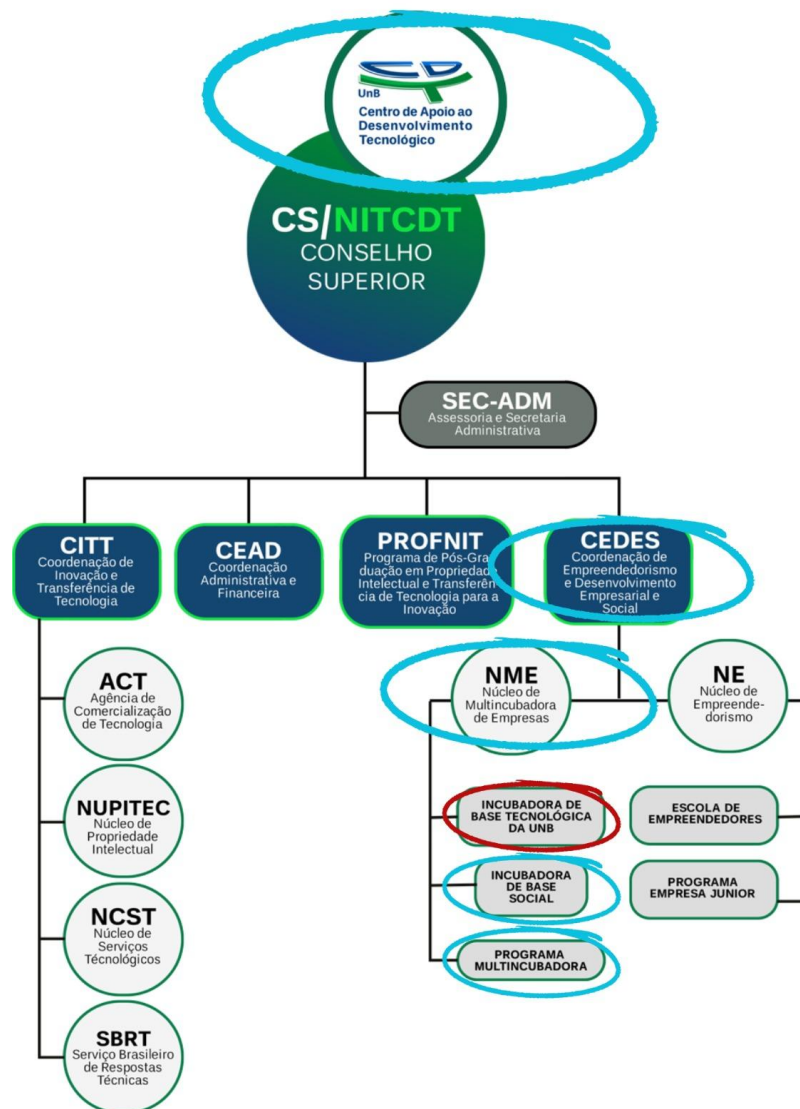 UnB
Centro de Apoio ao
Desenvolvimento
Tecnológico
CS/NITCDT
CONSELHO
SUPERIOR
SEC-ADM
Assessoria e Secretaria
Administrativa
CITT
Coordenação de
Inovação e
Transferência de
Tecnologia
CEAD
Coordenação
Administrativa e
Financeira
PROFNIT
Programa de Pós-Gra
duação em Propriedade
Intelectual e Transferên
cia de Tecnologia para a
Inovação
CEDES
Coordenação de
Empreendedorismo
e Desenvolvimento
Empresarial e
Social
ACT
Agência de
Comercialização
de Tecnologia
NUPITEC
Núcleo de
Propriedade
Intelectual
NCST
Núcleo de
Serviços
Técnológicos
SBRT
Serviço Brasileiro
de Respostas
Técnicas
NME
Núcleo de
Multincubadora
de Empresas
NE
Núcleo de
Empreende-
dorismo
INCUBADORA DE
BASE TECNOLÓGICA
DA UNB
INCUBADORA
DE BASE
SOCIAL
PROGRAMA
MULTINCUBADORA
ESCOLA DE
EMPREENDEDORES
PROGRAMA
EMPRESA JUNIOR